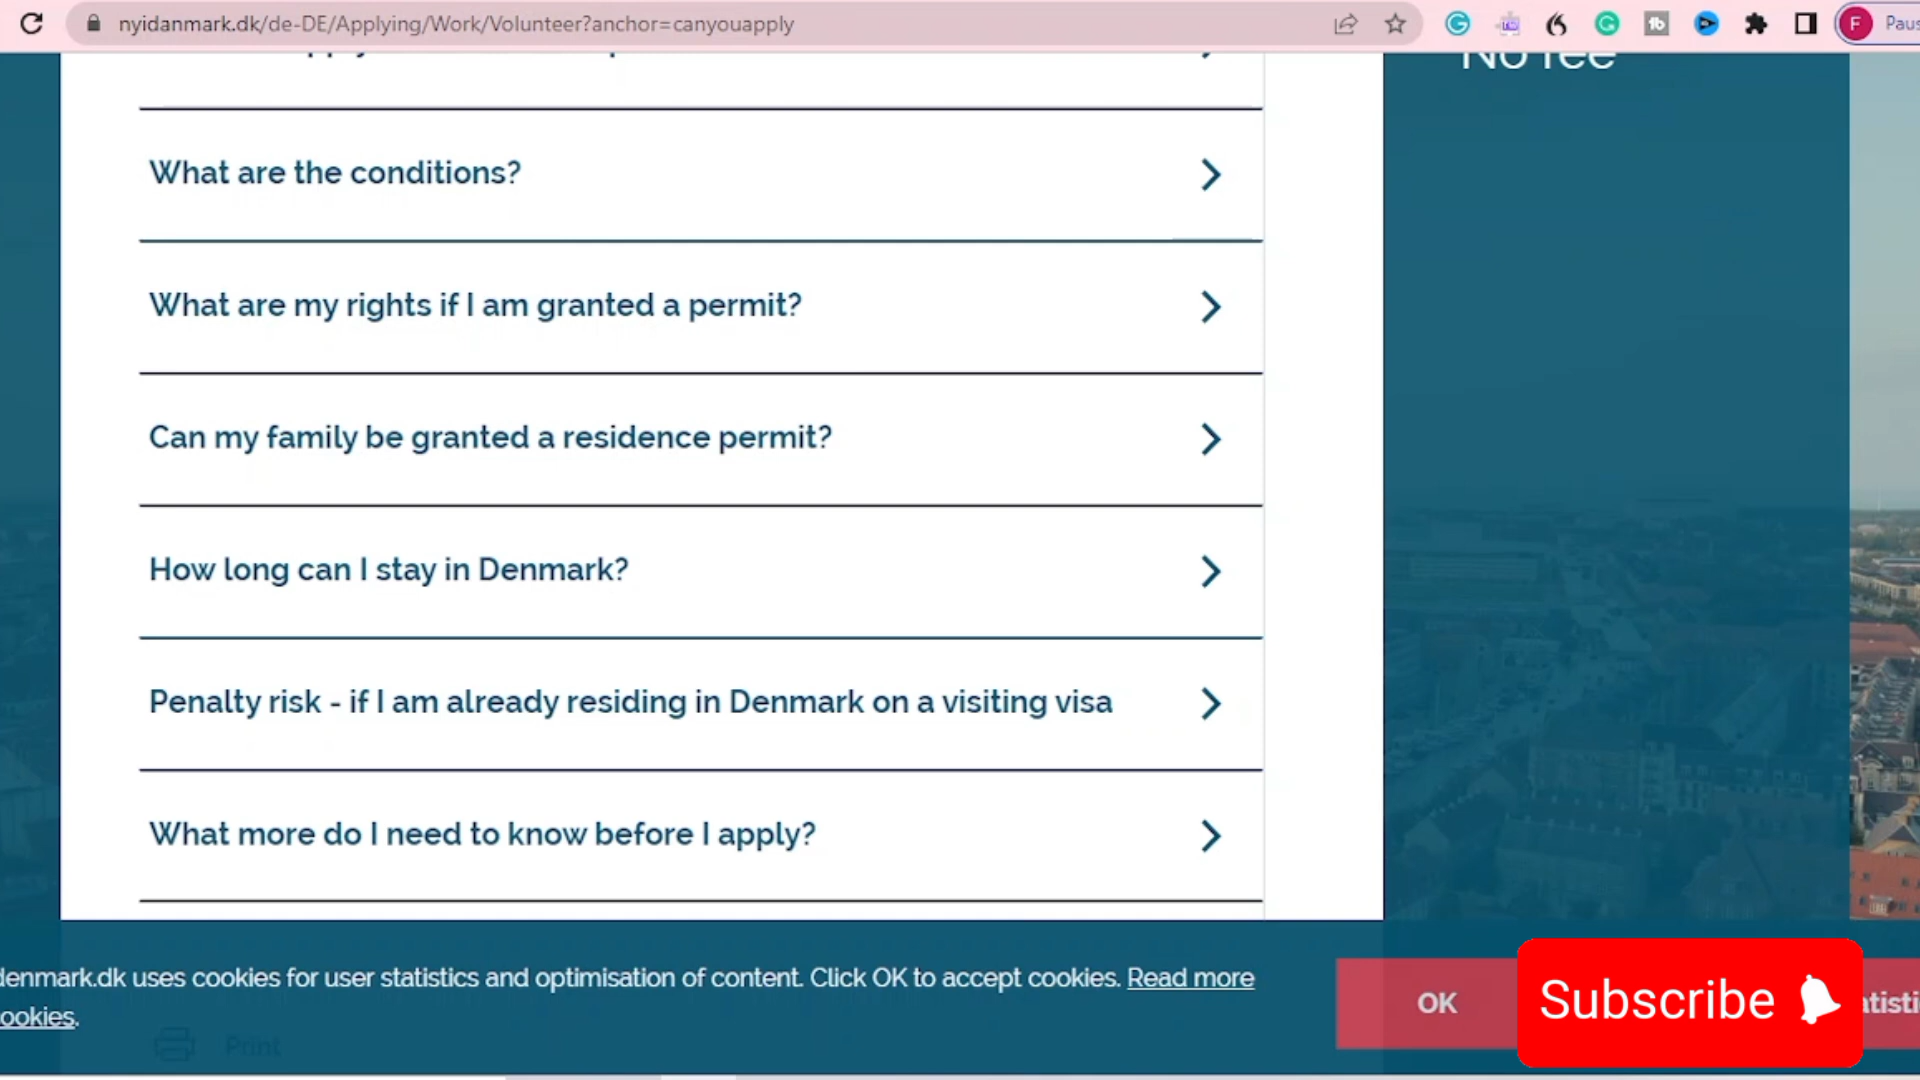 nyidanmark.dk/de-DE/Applying/Work/Volunteer?anchor=canyouapply
F Paus
No fee
What are the conditions?
What are my rights if I am granted a permit?
Can my family be granted a residence permit?
How long can I stay in Denmark?
Penalty risk - if I am already residing in Denmark on a visiting visa
What more do I need to know before I apply?
denmark.dk uses cookies for user statistics and optimisation of content. Click OK to accept cookies. Read more
ookies.
OK
Subscribe
atisti
Print